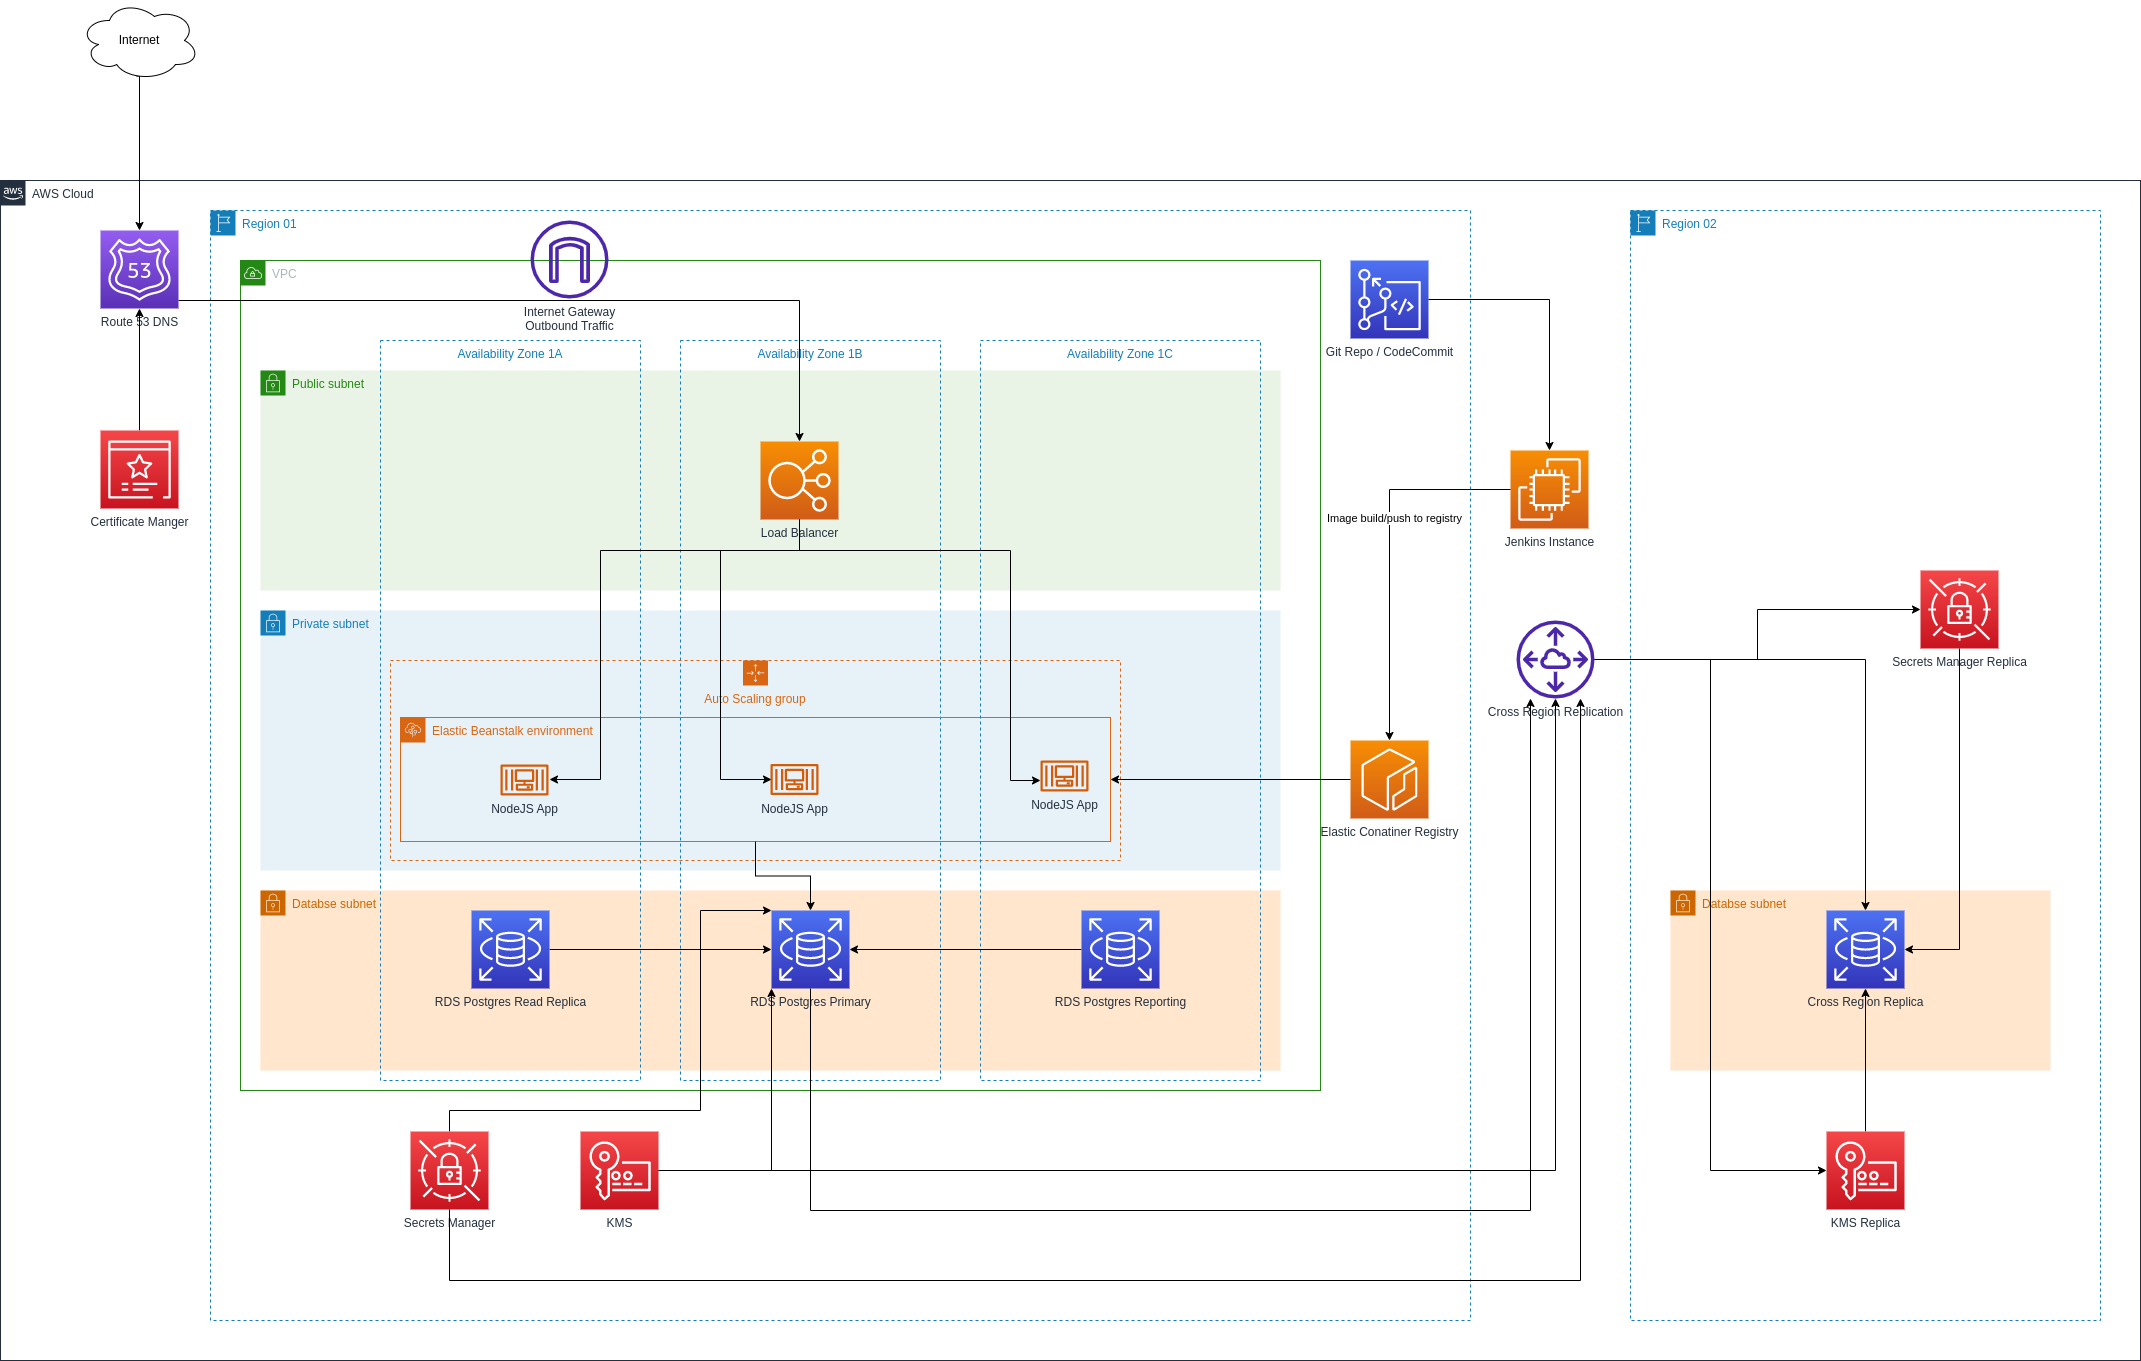 Internet
aws
AWS Cloud
Region 01
Region 02
VPC
53
Route 53 DNS
Internet Gateway
Outbound Traffic
Git Repo / CodeCommit
Availability Zone 1A
Availability Zone 1B
Availability Zone 1C
Public subnet
Certificate Manger
Load Balancer
Image build/push to registry
Jenkins Instance
Private subnet
Secrets Manager Replica
Auto Scaling group
Cross Region Replication
Elastic Beanstalk environment
NodeJS App
NodeJS App
NodeJS App
Elastic Conatiner Registry
Databse subnet
Databse subnet
RDS Postgres Read Replica
RDS Postgres Primary
RDS Postgres Reporting
Cross Region Replica
Secrets Manager
KMS
KMS Replica